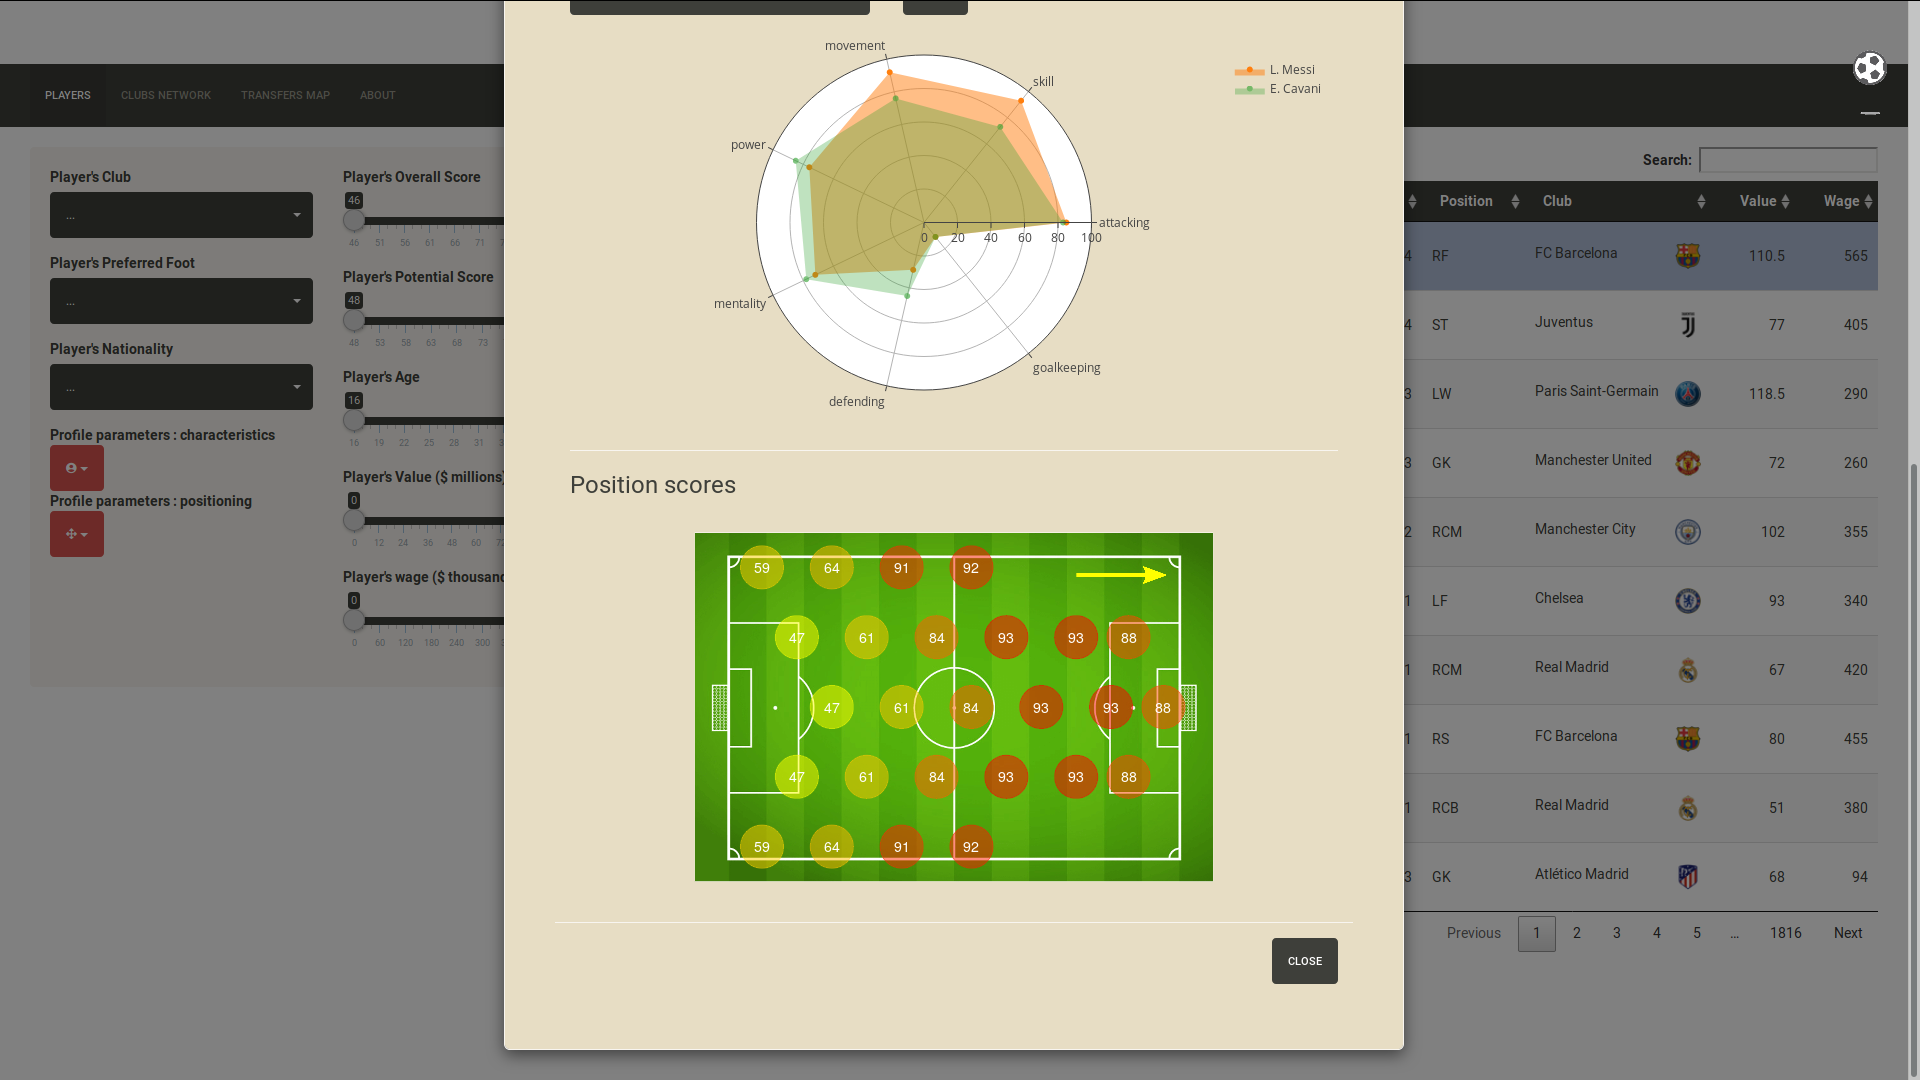 PLAYERS
CLUBS NETWORK
TRANSFERS MAP
ABOUT
Player's Club
...
Player's Preferred Foot
...
Player's Nationality
...
Profile parameters : characteristics
Profile parameters : positioning
Player's Overall Score
46
46 51 56 61 66 71
Player's Potential Score
48
48 53 58 63 68 73
Player's Age
16
16 19 22 25 28 31
Player's Value ($ millions)
0
0 12 24 36 48 60
Player's wage ($ thousand
0
0 60 120 180 240 300
movement
skill
power
attacking
0 20 40 60 80 100
mentality
goalkeeping
defending
L. Messi
E. Cavani
Position scores
59 64 91 92
47 61 84 93 93 88
47 61 84 93 93 88
47 61 84 93 93 88
59 64 91 92
CLOSE
Search:
Position Club Value Wage
4 RF FC Barcelona 110.5 565
4 ST Juventus 77 405
3 LW Paris Saint-Germain 118.5 290
3 GK Manchester United 72 260
2 RCM Manchester City 102 355
1 LF Chelsea 93 340
1 RCM Real Madrid 67 420
1 RS FC Barcelona 80 455
1 RCB Real Madrid 51 380
3 GK Atlético Madrid 68 94
Previous 1 2 3 4 5 ... 1816 Next